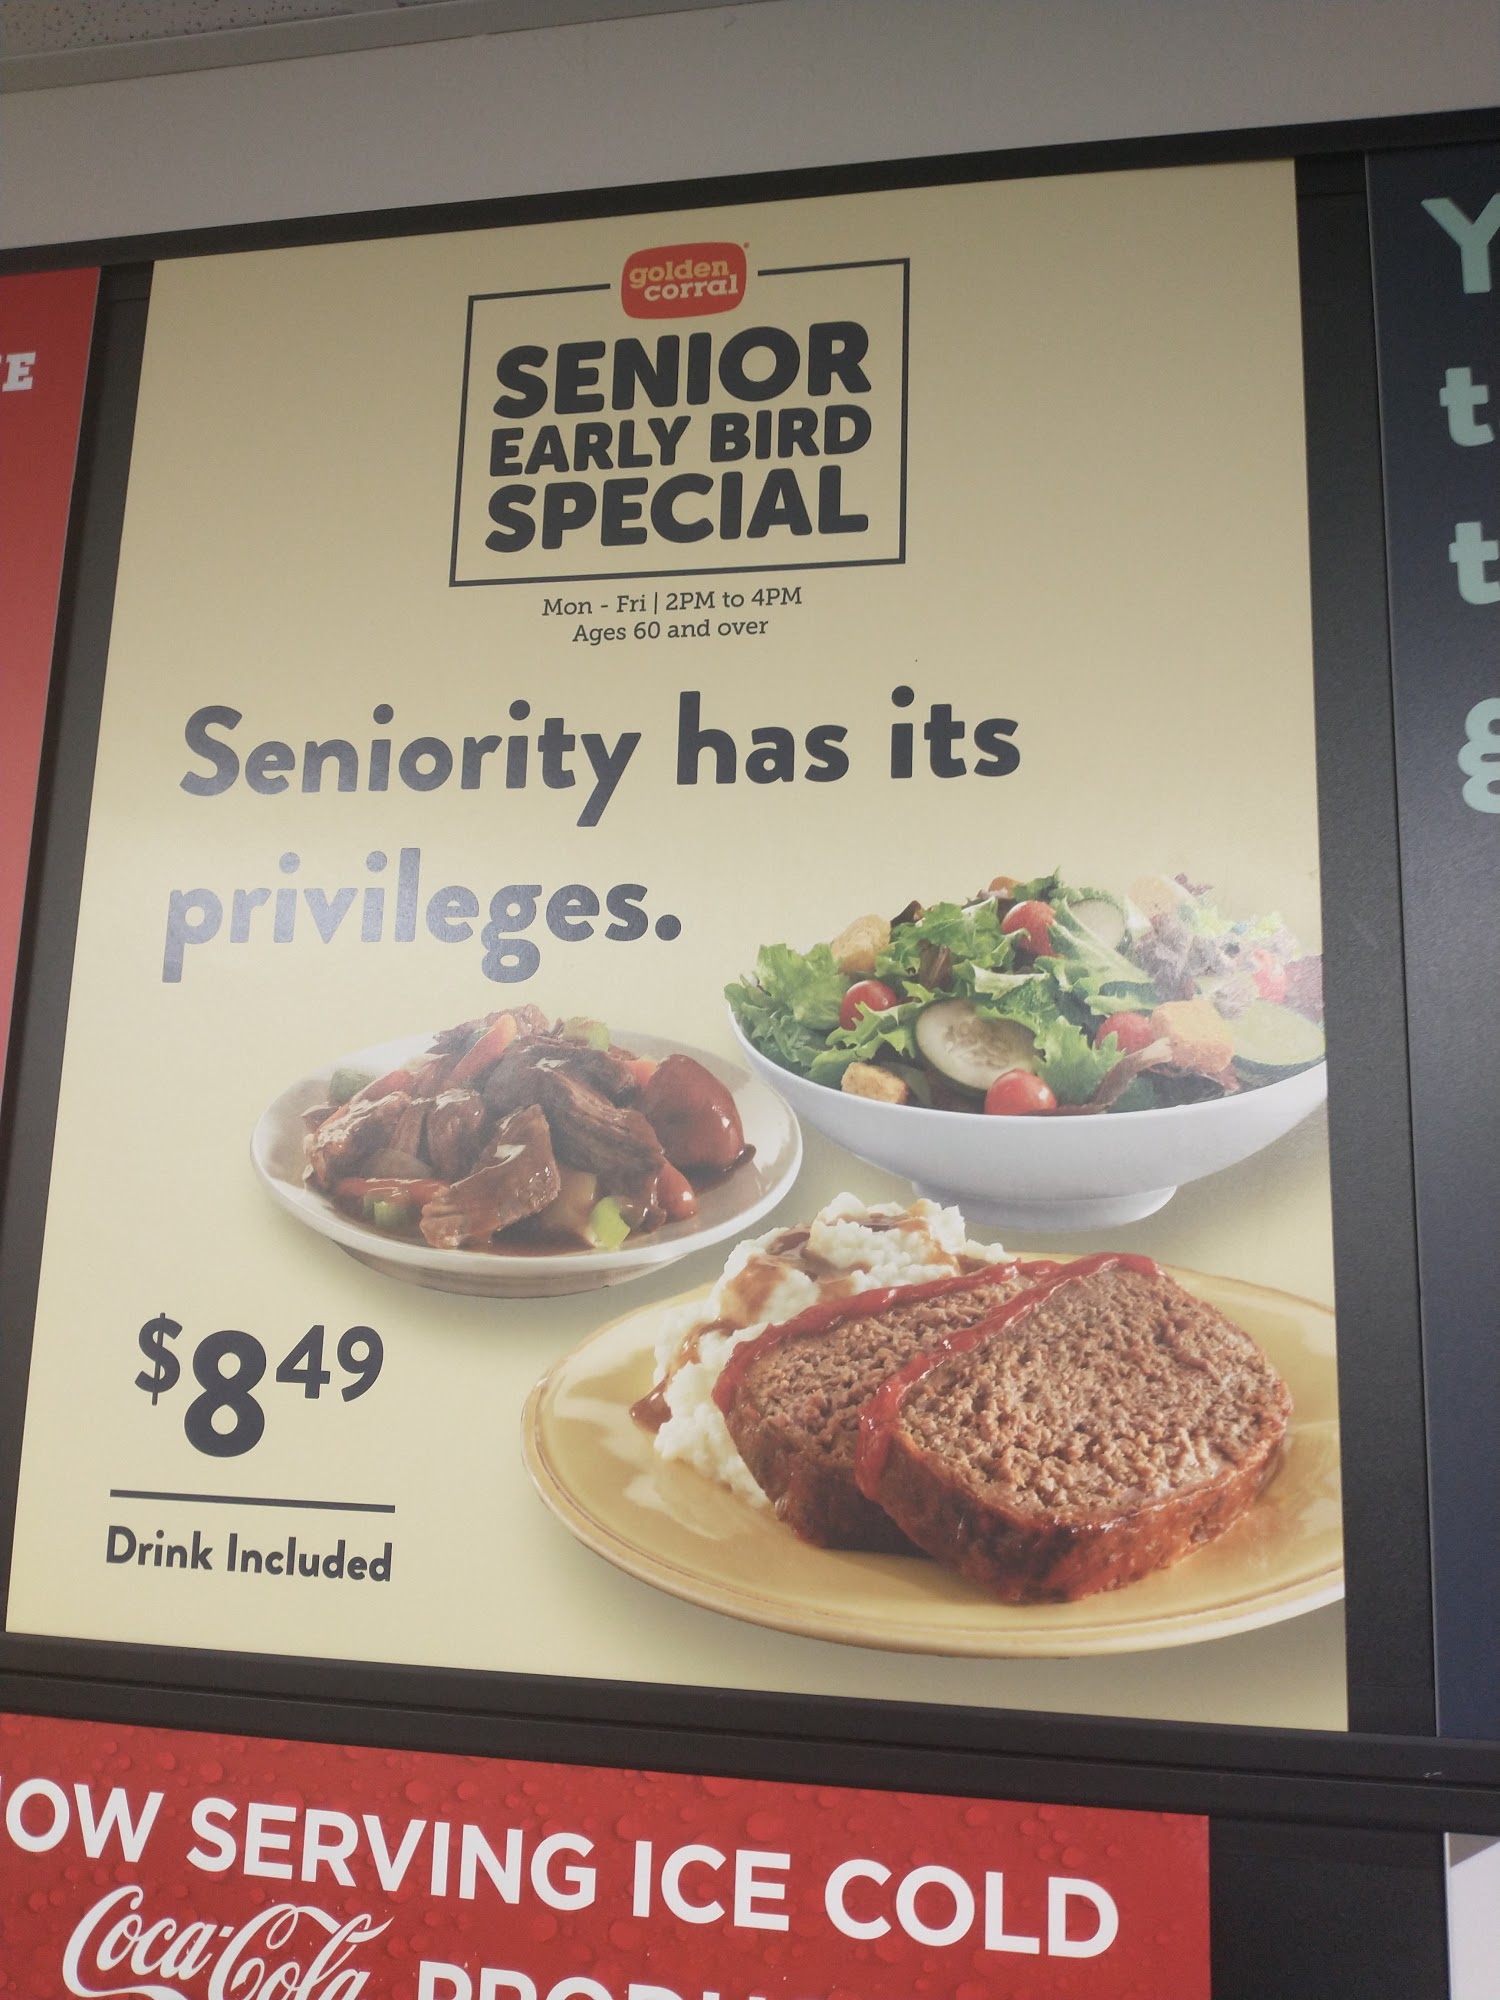 golden
corral
SENIOR
EARLY BIRD
SPECIAL
Mon - Fri | 2PM to 4PM
Ages 60 and over
Seniority has its
privileges.
$8 49
Drink Included
OW SERVING ICE COLD
Coca-Cola